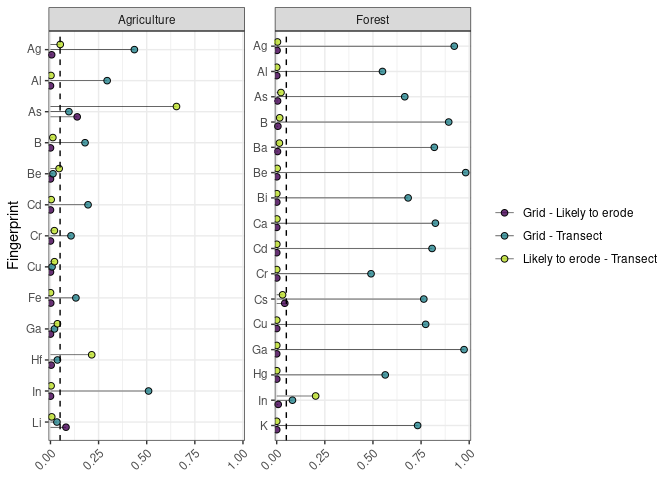 Agriculture
Forest
Fingerprint
Ag
Al
As
B
Be
Cd
Cr
Cu
Fe
Ga
Hf
In
Li
0.00
0.25
0.50
0.75
1.00
Ag
Al
As
B
Ba
Be
Bi
Ca
Cd
Cr
Cs
Cu
Ga
Hg
In
K
0.00
0.25
0.50
0.75
1.00
Grid - Likely to erode
Grid - Transect
Likely to erode - Transect